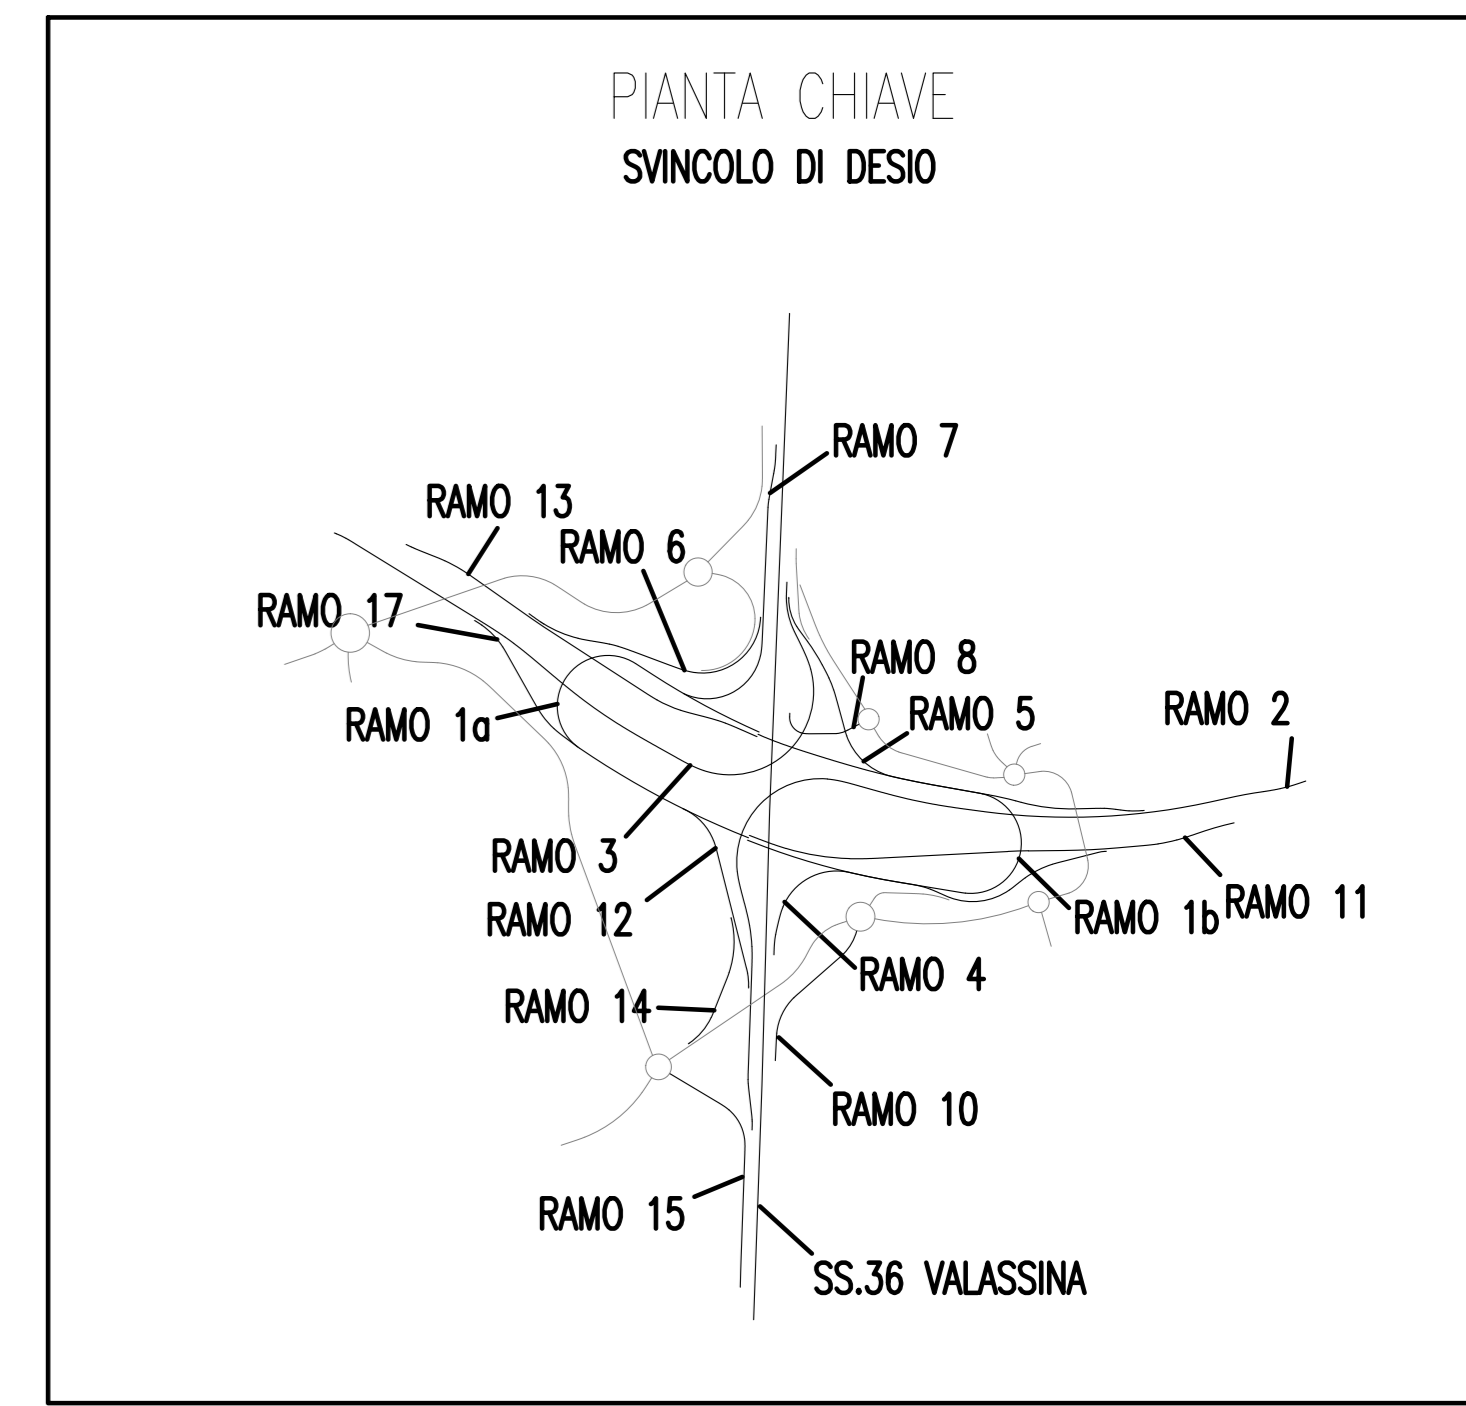 PIANTA CHIAVE
SVINCOLO DI DESIO
RAMO 7
RAMO 13
RAMO 6
RAMO 17
RAMO 8
RAMO 5
RAMO 2
RAMO 1a
RAMO 3
RAMO 12
RAMO 11
RAMO 1b
RAMO 4
RAMO 14
RAMO 10
RAMO 15
SS.36 VALASSINA